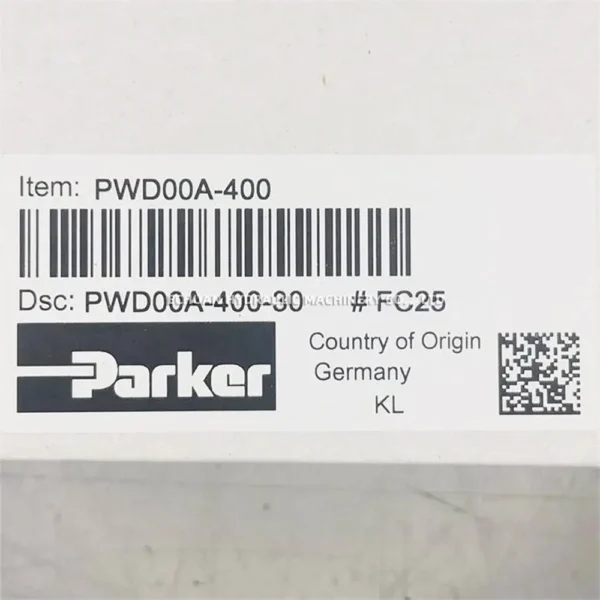 Item: PWD00A-400
Dsc: PWD00A-400-30 # FC25
Parker
Country of Origin
Germany
KL